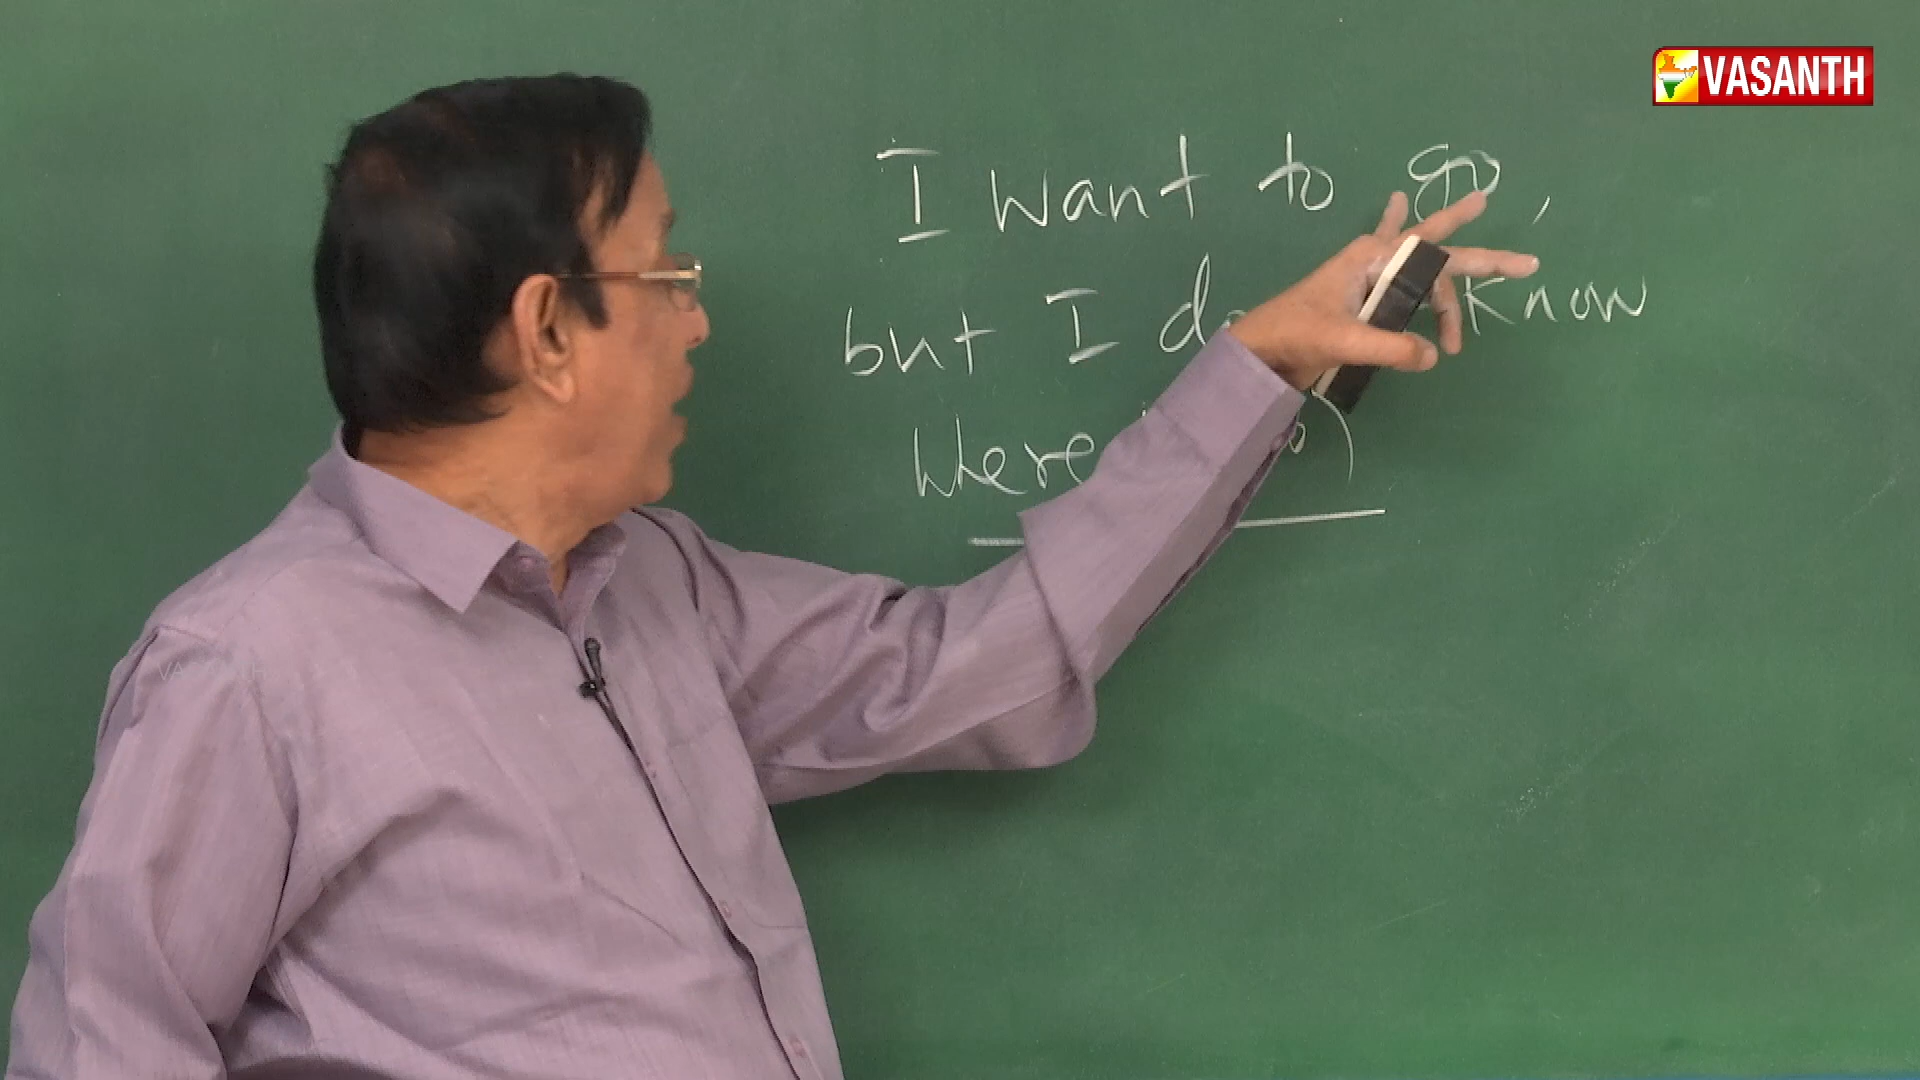 VASANTH
I want to go,
but I know
where